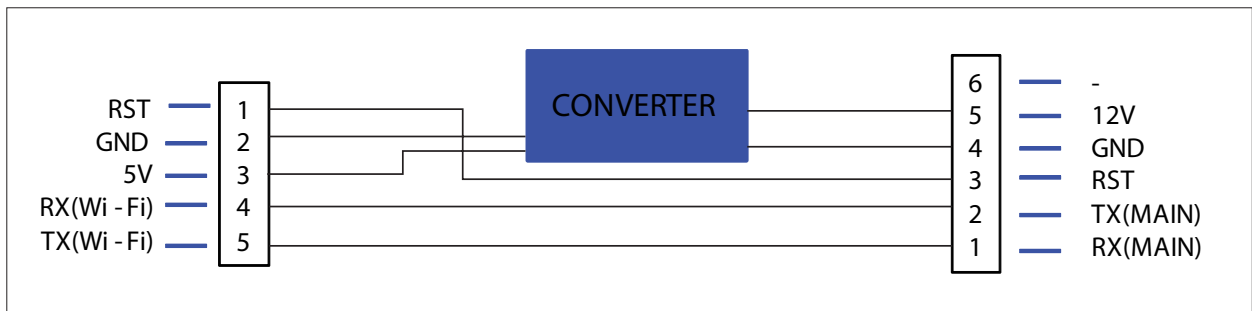 RST 1
GND 2
5V 3
RX(Wi - Fi) 4
TX(Wi - Fi) 5
CONVERTER
6 -
5 12V
4 GND
3 RST
2 TX(MAIN)
1 RX(MAIN)